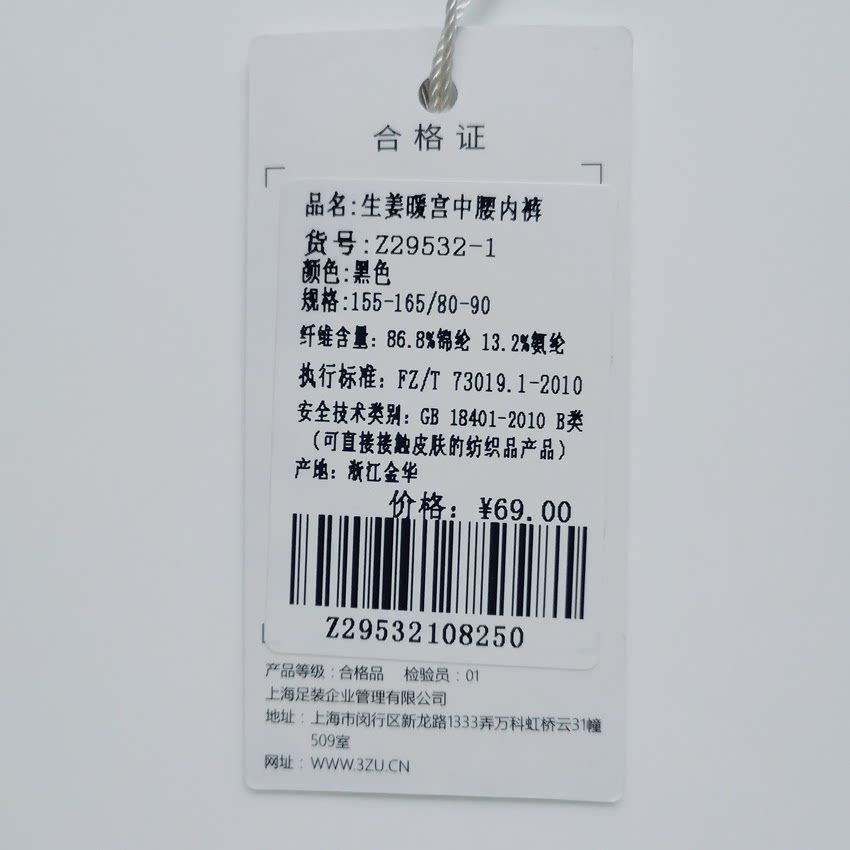 合格证
品名:生姜暖宫中腰内裤
货号:Z29532-1
颜色:黑色
规格:155-165/80-90
纤维含量：86.8%锦纶 13.2%氨纶
执行标准：FZ/T 73019.1-2010
安全技术类别：GB 18401-2010 B类
（可直接接触皮肤的纺织品产品）
产地：浙江金华
价格：¥69.00
Z29532108250
产品等级：合格品 检验员：01
上海足装企业管理有限公司
地址：上海市闵行区新龙路1333弄万科虹桥云31幢
509室
网址：WWW.3ZU.CN